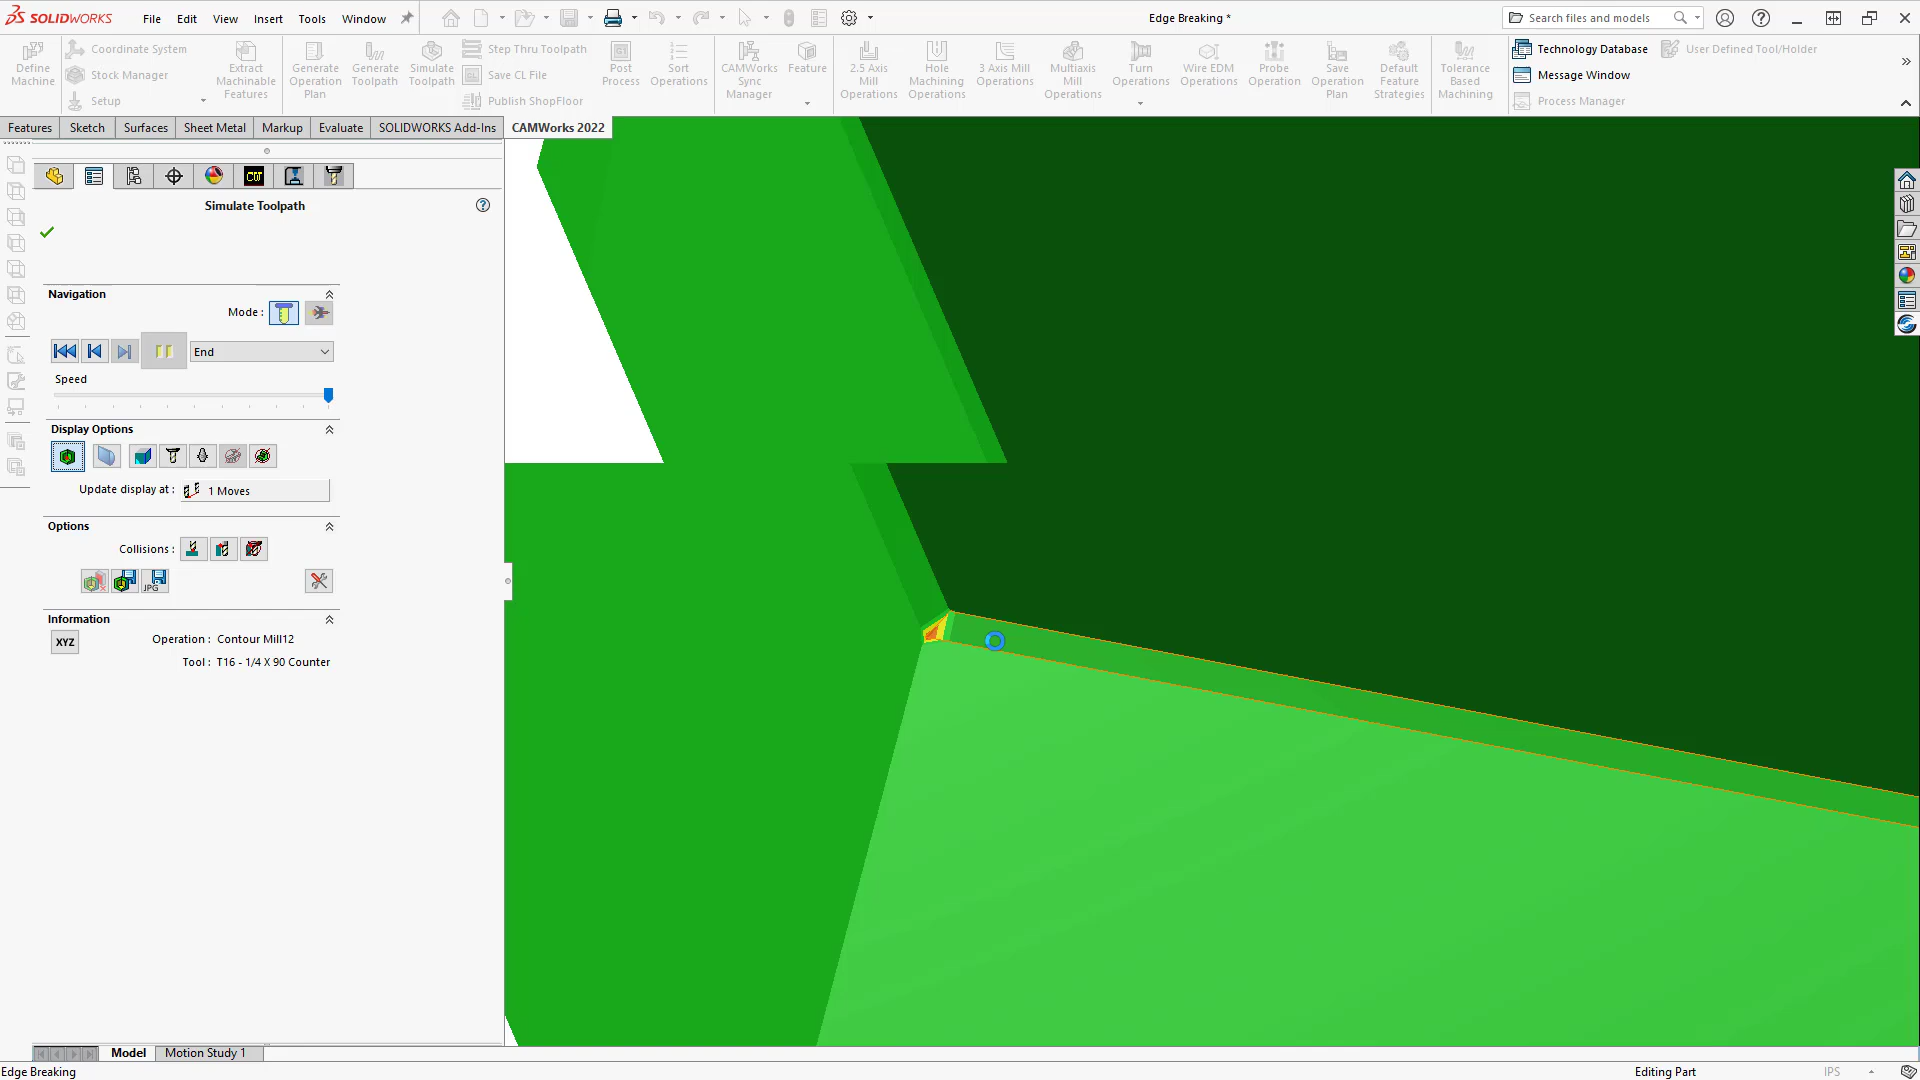 SOLIDWORKS File Edit View Insert Tools Window Edge Breaking * Search files and models
Define Machine
Coordinate System
Stock Manager
Setup
Extract Machinable Features
Generate Operation Plan
Generate Toolpath
Simulate Toolpath
Step Thru Toolpath
Save CL File
Publish ShopFloor
Post Process
Sort Operations
CAMWorks Sync Manager
Feature
2.5 Axis Mill Operations
Hole Machining Operations
3 Axis Mill Operations
Multiaxis Mill Operations
Turn Operations
Wire EDM Operations
Probe Operation
Save Operation Plan
Default Feature Strategies
Tolerance Based Machining
Technology Database
Message Window
Process Manager
User Defined Tool/Holder
Features Sketch Surfaces Sheet Metal Markup Evaluate SOLIDWORKS Add-Ins CAMWorks 2022
CW
Simulate Toolpath
Navigation
Mode :
End
Speed
Display Options
Update display at : 1 Moves
Options
Collisions :
JPG
Information
XYZ Operation : Contour Mill12
Tool : T16 - 1/4 X 90 Counter
Model Motion Study 1
Edge Breaking Editing Part IPS